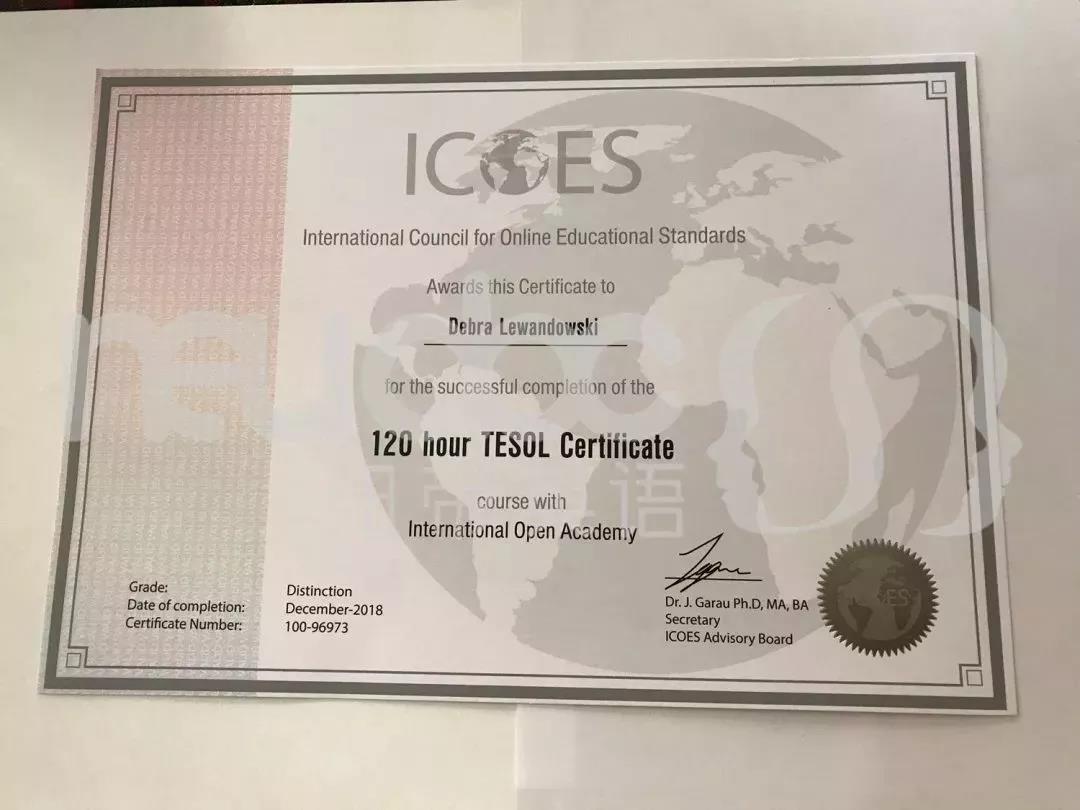 ICOES
International Council for Online Educational Standards
Awards this Certificate to
Debra Lewandowski
for the successful completion of the
120 hour TESOL Certificate
course with
International Open Academy
Grade: Distinction
Date of completion: December-2018
Certificate Number: 100-96973
Dr. J. Garau Ph.D, MA, BA
Secretary
ICOES Advisory Board